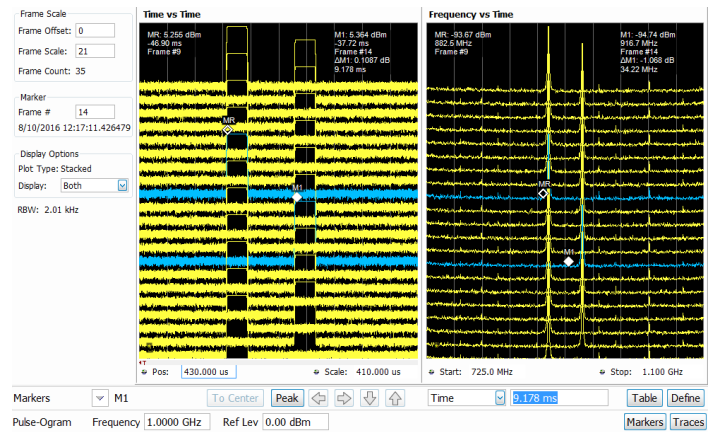 Frame Scale
Frame Offset: 0
Frame Scale: 21
Frame Count: 35
Marker
Frame # 14
8/10/2016 12:17:11.426479
Display Options
Plot Type: Stacked
Display: Both
RBW: 2.01 kHz
Time vs Time
MR: 5.256 dBm
-46.90 ms
Frame #9
M1: 5.364 dBm
-37.72 ms
Frame #14
ΔM1: 0.1087 dB
9.178 ms
MR
M1
Pos: 430.000 us
Scale: 410.000 us
Frequency vs Time
MR: -93.67 dBm
882.5 MHz
Frame #9
M1: -94.74 dBm
916.7 MHz
Frame #14
ΔM1: -1.068 dB
34.22 MHz
MR
M1
Start: 725.0 MHz
Stop: 1.100 GHz
Markers M1 To Center Peak Time 9.178 ms Table Define
Pulse-Ogram Frequency 1.0000 GHz Ref Lev 0.00 dBm Markers Traces